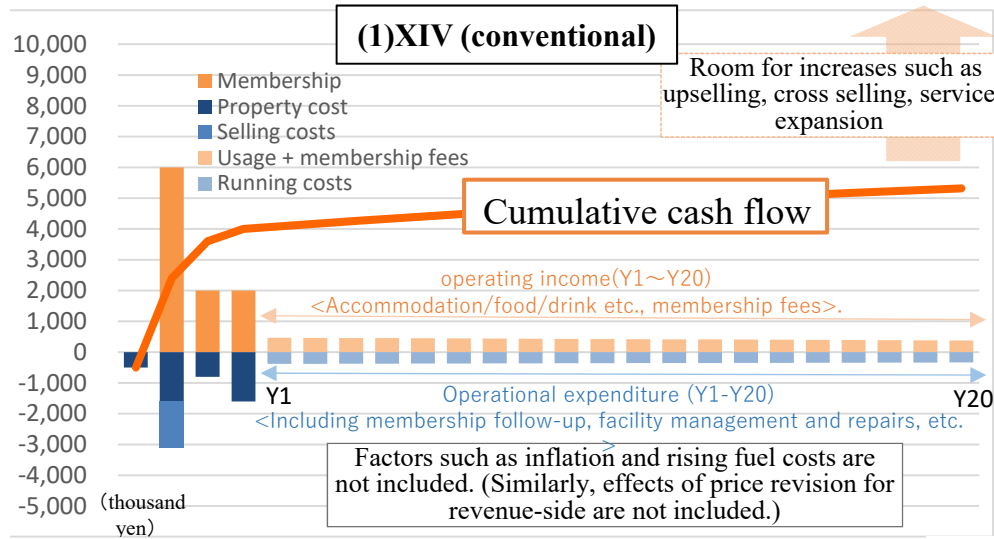 (1)XIV (conventional)
10,000
9,000
8,000
7,000
6,000
5,000
4,000
3,000
2,000
1,000
0
-1,000
-2,000
-3,000
-4,000
-5,000
（thousand
yen）
Membership
Property cost
Selling costs
Usage + membership fees
Running costs
Room for increases such as
upselling, cross selling, service
expansion
Cumulative cash flow
operating income(Y1～Y20)
<Accommodation/food/drink etc., membership fees>.
Y1
Operational expenditure (Y1-Y20)
Y20
<Including membership follow-up, facility management and repairs, etc.
>
Factors such as inflation and rising fuel costs are
not included. (Similarly, effects of price revision for
revenue-side are not included.)